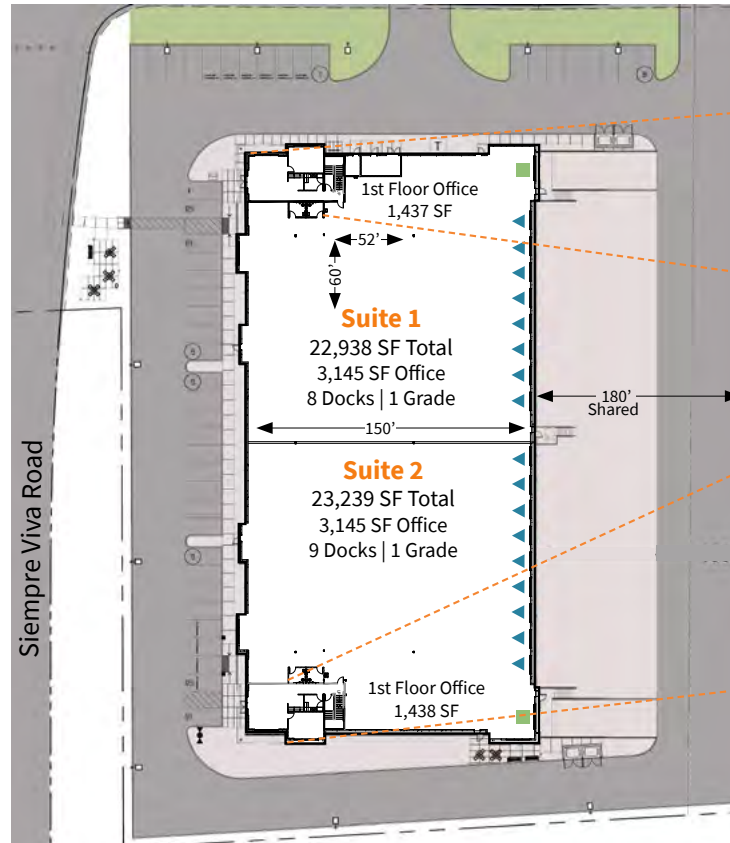 1st Floor Office
1,437 SF
52’
60’
Suite 1
22,938 SF Total
3,145 SF Office
8 Docks | 1 Grade
180’
Shared
150’
Suite 2
23,239 SF Total
3,145 SF Office
9 Docks | 1 Grade
Siempre Viva Road
1st Floor Office
1,438 SF